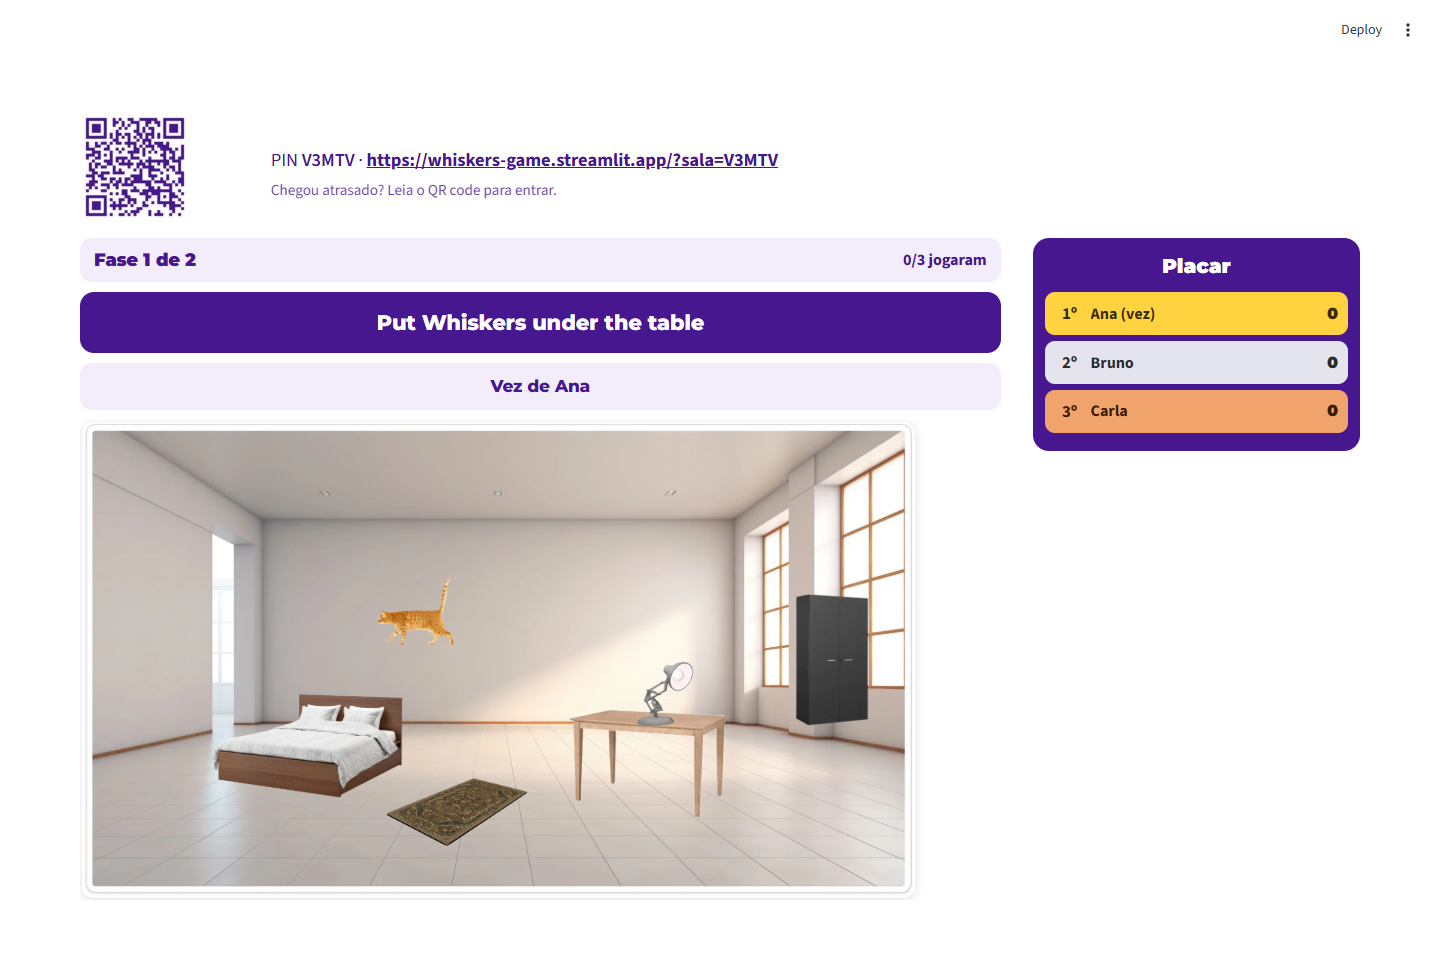 Deploy
PIN V3MTV · https://whiskers-game.streamlit.app/?sala=V3MTV
Chegou atrasado? Leia o QR code para entrar.
Fase 1 de 2
0/3 jogaram
Put Whiskers under the table
Vez de Ana
Placar
1º Ana (vez) 0
2º Bruno 0
3º Carla 0